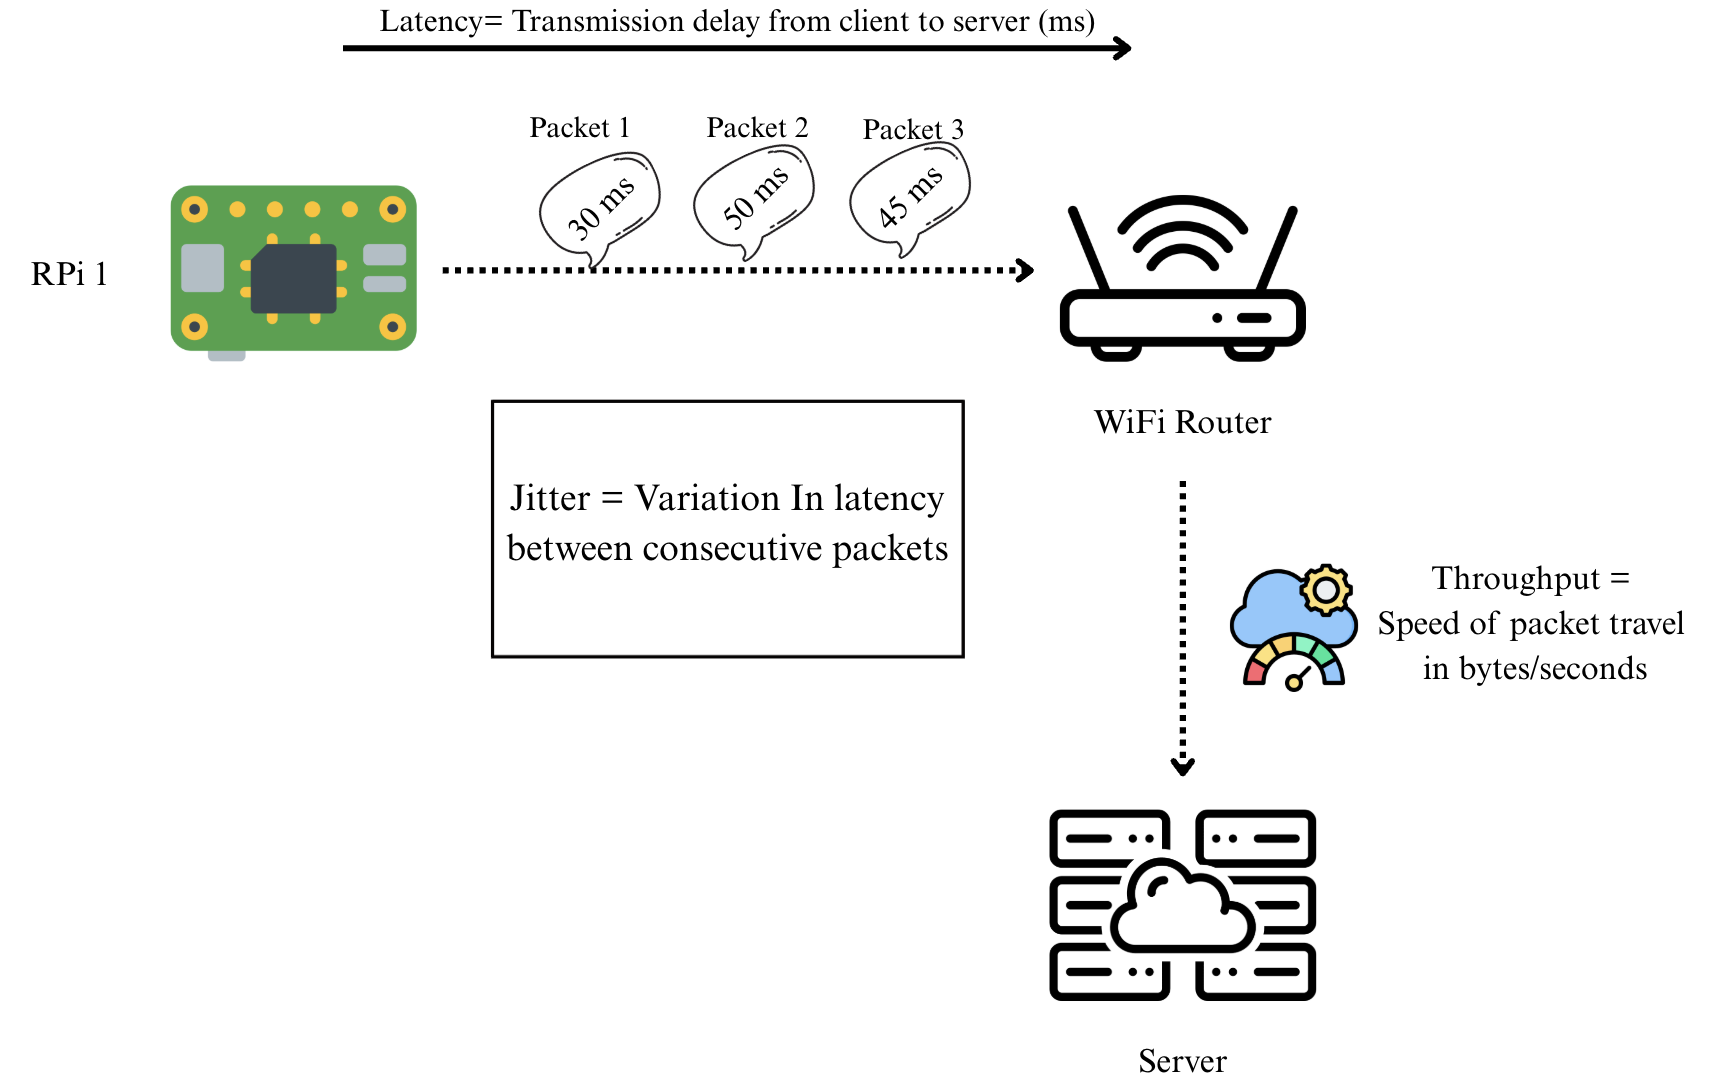 Latency= Transmission delay from client to server (ms)
Packet 1
Packet 2
Packet 3
30 ms
50 ms
45 ms
RPi 1
WiFi Router
Jitter = Variation In latency
between consecutive packets
Throughput =
Speed of packet travel
in bytes/seconds
Server